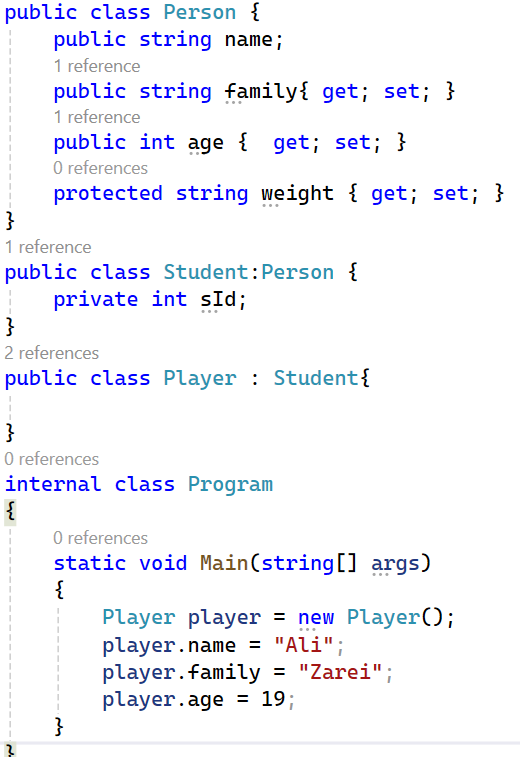 public class Person {
public string name;
1 reference
public string family{ get; set; }
1 reference
public int age {  get; set; }
0 references
protected string weight { get; set; }
}
1 reference
public class Student:Person {
private int sId;
}
2 references
public class Player : Student{
}
0 references
internal class Program
{
0 references
static void Main(string[] args)
{
Player player = new Player();
player.name = "Ali";
player.family = "Zarei";
player.age = 19;
}
}